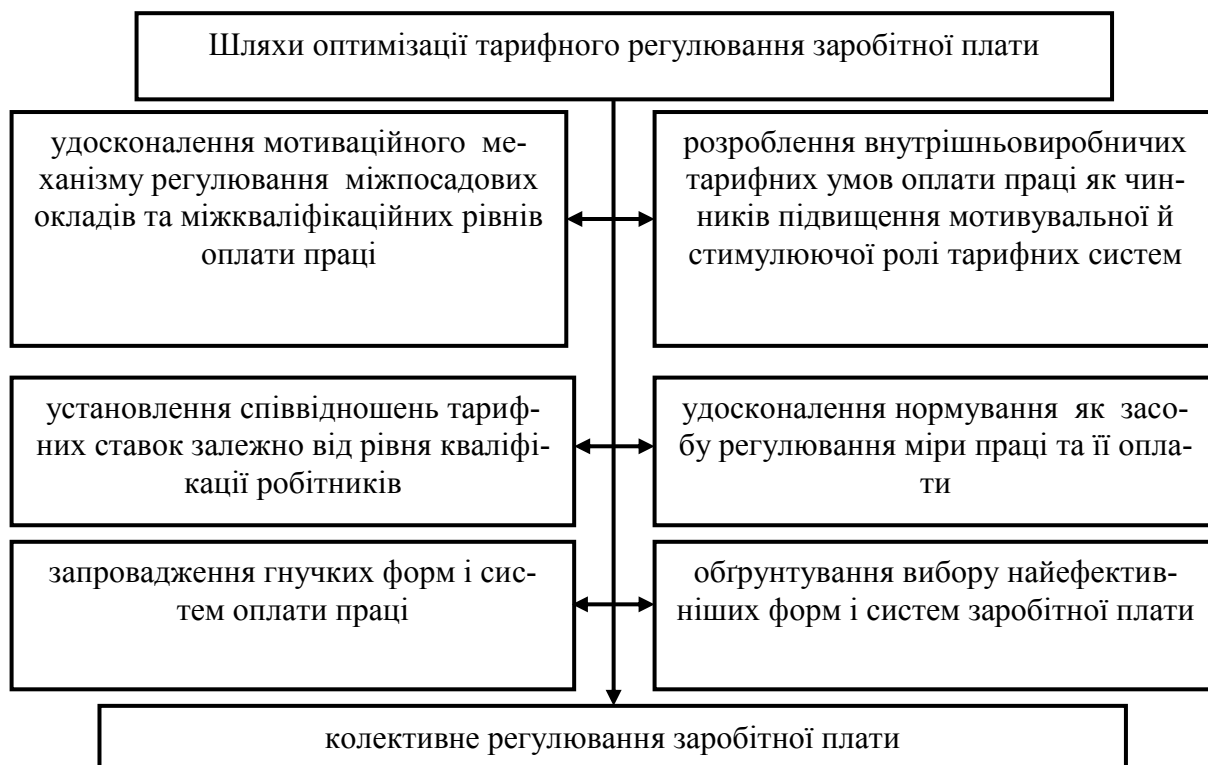 Шляхи оптимізації тарифного регулювання заробітної плати
удосконалення мотиваційного ме-
ханізму регулювання міжпосадових
окладів та міжкваліфікаційних рівнів
оплати праці
розроблення внутрішньовиробничих
тарифних умов оплати праці як чин-
ників підвищення мотивувальної й
стимулюючої ролі тарифних систем
установлення співвідношень тариф-
них ставок залежно від рівня кваліфі-
кації робітників
удосконалення нормування як засо-
бу регулювання міри праці та її опла-
ти
запровадження гнучких форм і сис-
тем оплати праці
обґрунтування вибору найефектив-
ніших форм і систем заробітної плати
колективне регулювання заробітної плати